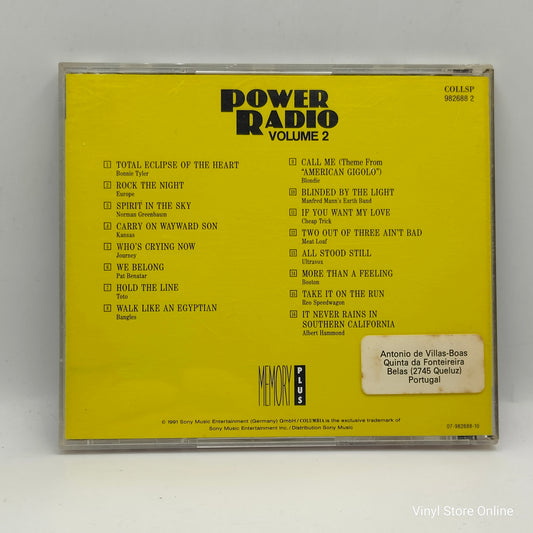 COLLSP
982688 2
POWER
RADIO
VOLUME 2
1 TOTAL ECLIPSE OF THE HEART
Bonnie Tyler
2 ROCK THE NIGHT
Europe
3 SPIRIT IN THE SKY
Norman Greenbaum
4 CARRY ON WAYWARD SON
Kansas
5 WHO'S CRYING NOW
Journey
6 WE BELONG
Pat Benatar
7 HOLD THE LINE
Toto
8 WALK LIKE AN EGYPTIAN
Bangles
9 CALL ME (Theme From
"AMERICAN GIGOLO")
Blondie
10 BLINDED BY THE LIGHT
Manfred Mann's Earth Band
11 IF YOU WANT MY LOVE
Cheap Trick
12 TWO OUT OF THREE AIN'T BAD
Meat Loaf
13 ALL STOOD STILL
Ultravox
14 MORE THAN A FEELING
Boston
15 TAKE IT ON THE RUN
Reo Speedwagon
16 IT NEVER RAINS IN
SOUTHERN CALIFORNIA
Albert Hammond
Antonio de Villas-Boas
Quinta da Fonteireira
Belas (2745 Queluz)
Portugal
MEMORY PLUS
© 1991 Sony Music Entertainment (Germany) GmbH/COLUMBIA is the exclusive trademark of
Sony Music Entertainment Inc./Distribution Sony Music
07-982688-10
Vinyl Store Online